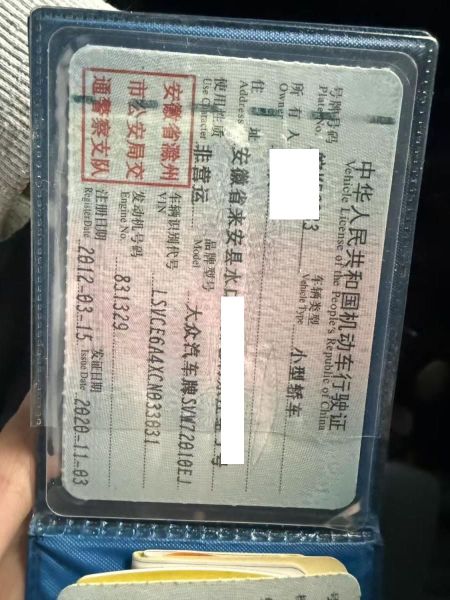 中华人民共和国机动车行驶证
Vehicle License of the People's Republic of China
号牌号码
Plate No.
车辆类型
Vehicle Type
小型轿车
所有人
Owner
住址
Address
安徽省来安县水口
号
使用性质
Use Character
非营运
品牌型号
Model
大众汽车牌SVW72010EJ
安徽省滁州
市公安局交
通警察支队
车辆识别代号
VIN
LSVCE6A4XCN033031
发动机号码
Engine No.
831329
注册日期
Register Date
2012-03-15
发证日期
Issue Date
2020-11-03